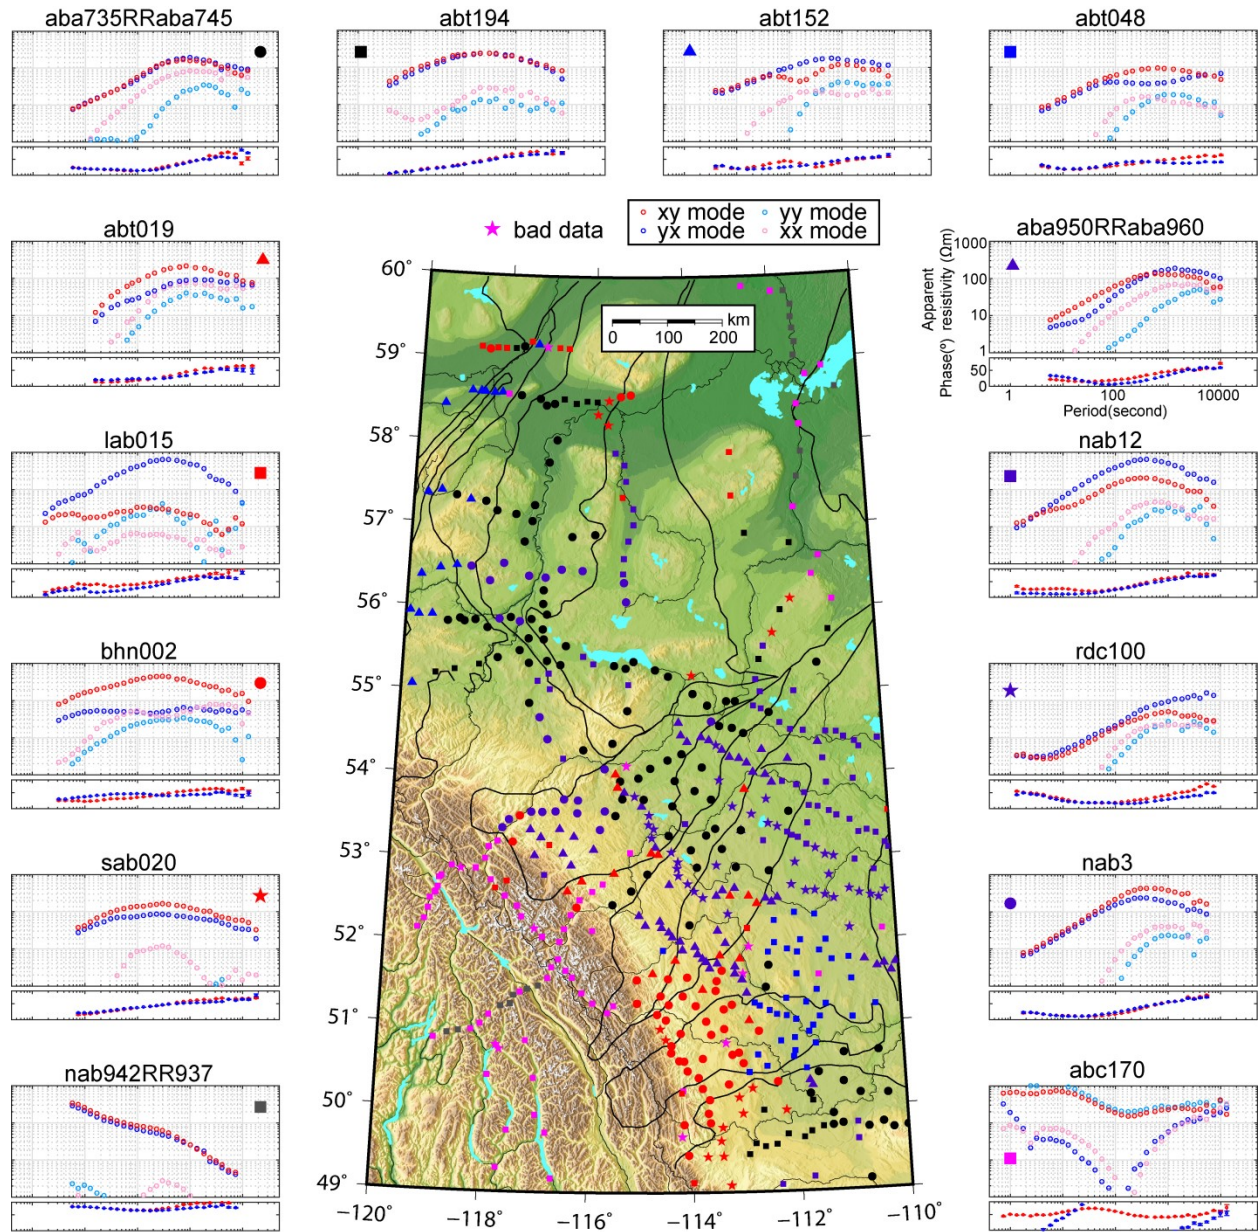 aba735RRaba745
abt194
abt152
abt048
abt019
★ bad data
xy mode
yy mode
yx mode
xx mode
aba950RRaba960
1000
100
10
1
Apparent
resistivity (Ωm)
50
0
Phase(º)
1
100
10000
Period(second)
lab015
nab12
bhn002
rdc100
sab020
nab3
nab942RR937
abc170
60˚
km
0
100
200
59˚
58˚
57˚
56˚
55˚
54˚
53˚
52˚
51˚
50˚
49˚
−120˚
−118˚
−116˚
−114˚
−112˚
−110˚